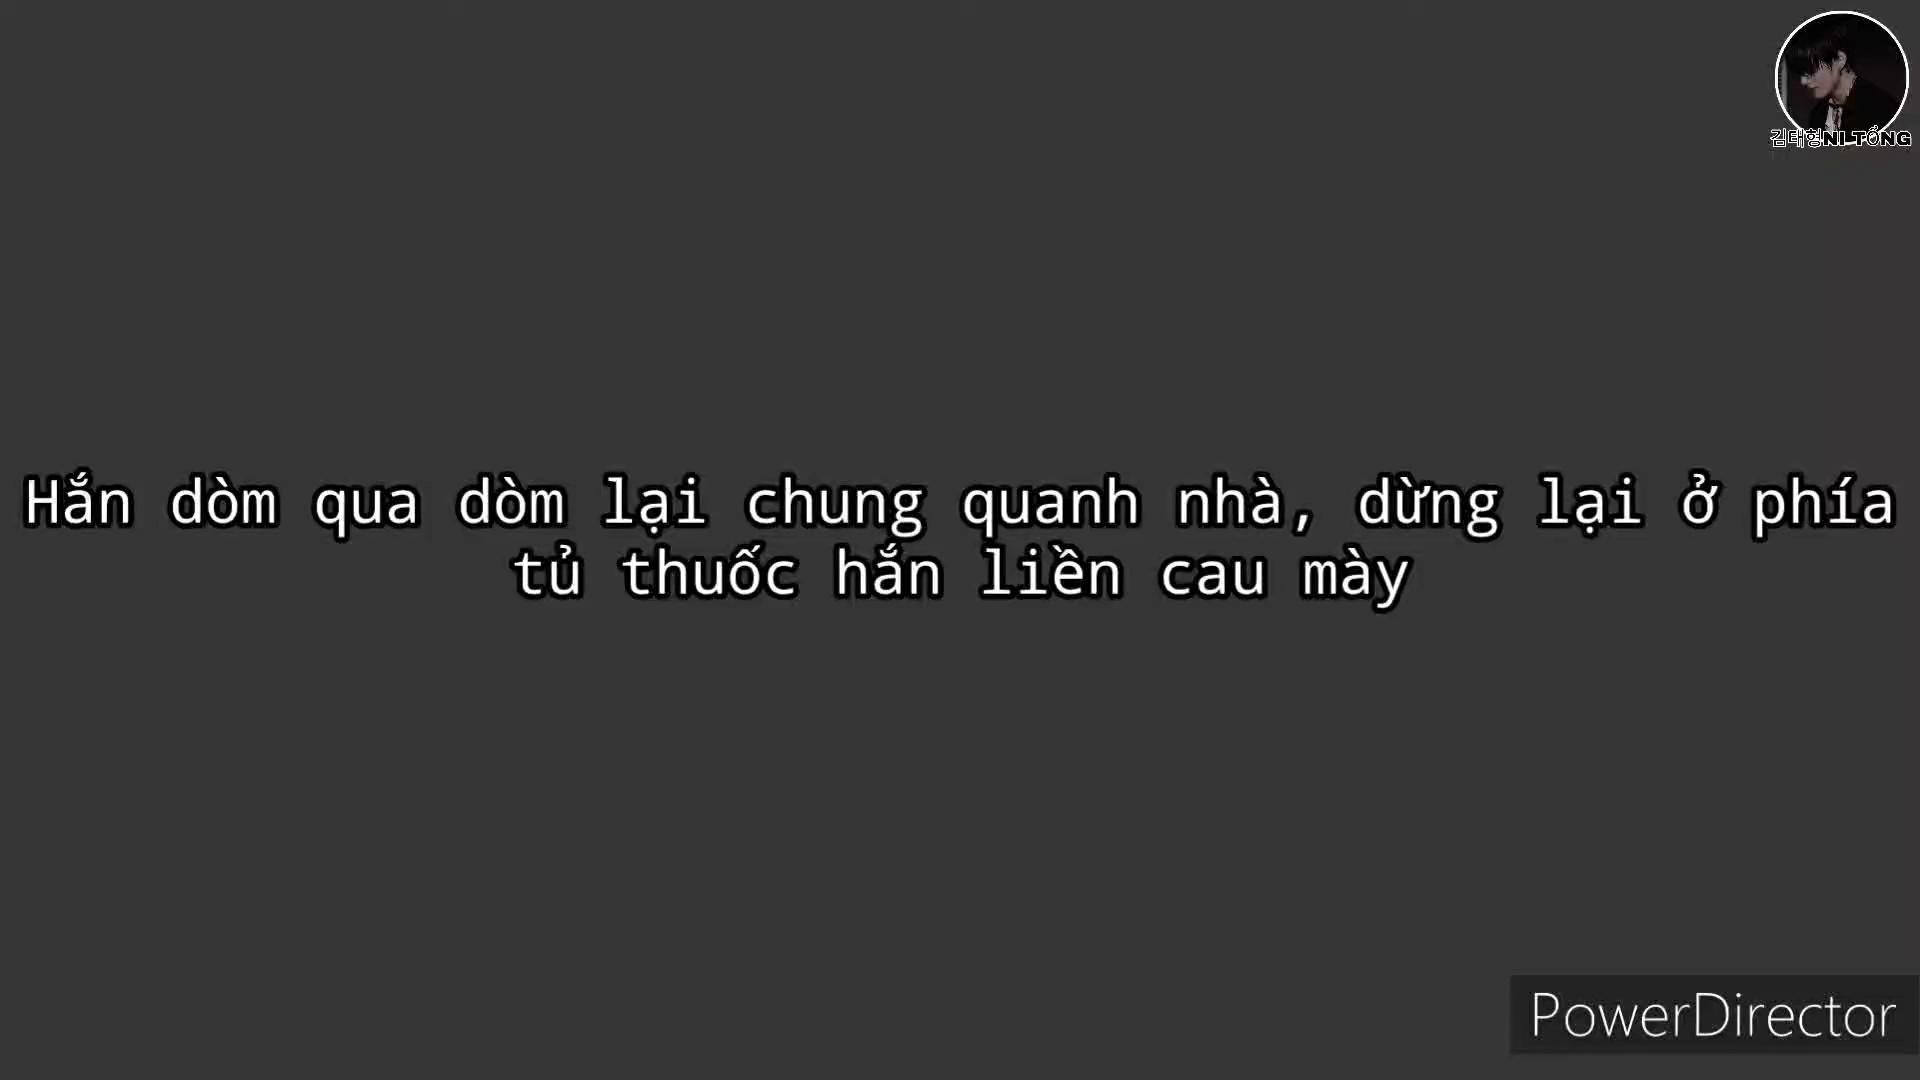 김태형NI TỐNG
Hắn dòm qua dòm lại chung quanh nhà, dừng lại ở phía
tủ thuốc hắn liền cau mày
PowerDirector